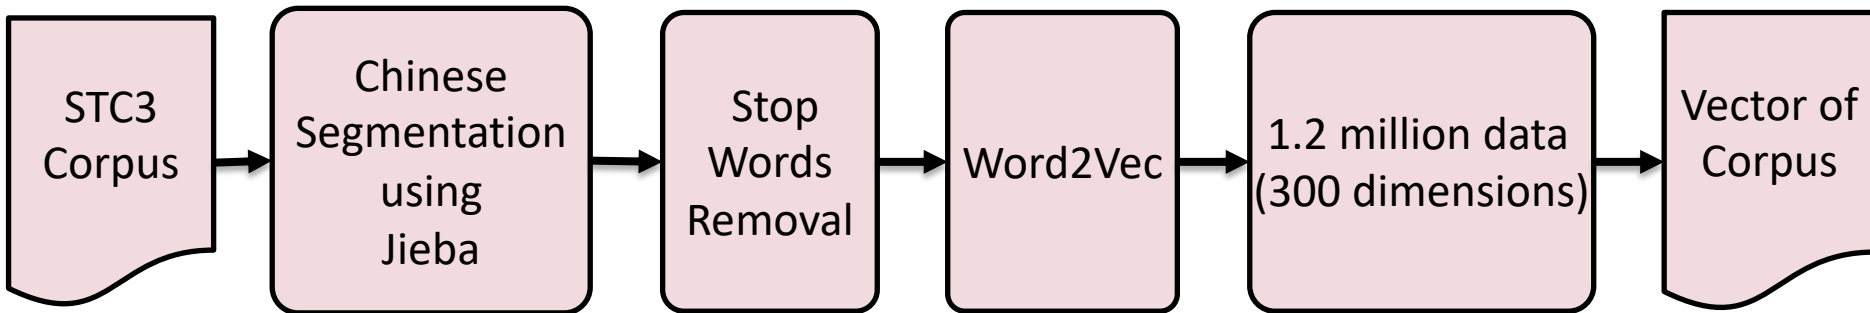 STC3
Corpus
Chinese
Segmentation
using
Jieba
Stop
Words
Removal
Word2Vec
1.2 million data
(300 dimensions)
Vector of
Corpus